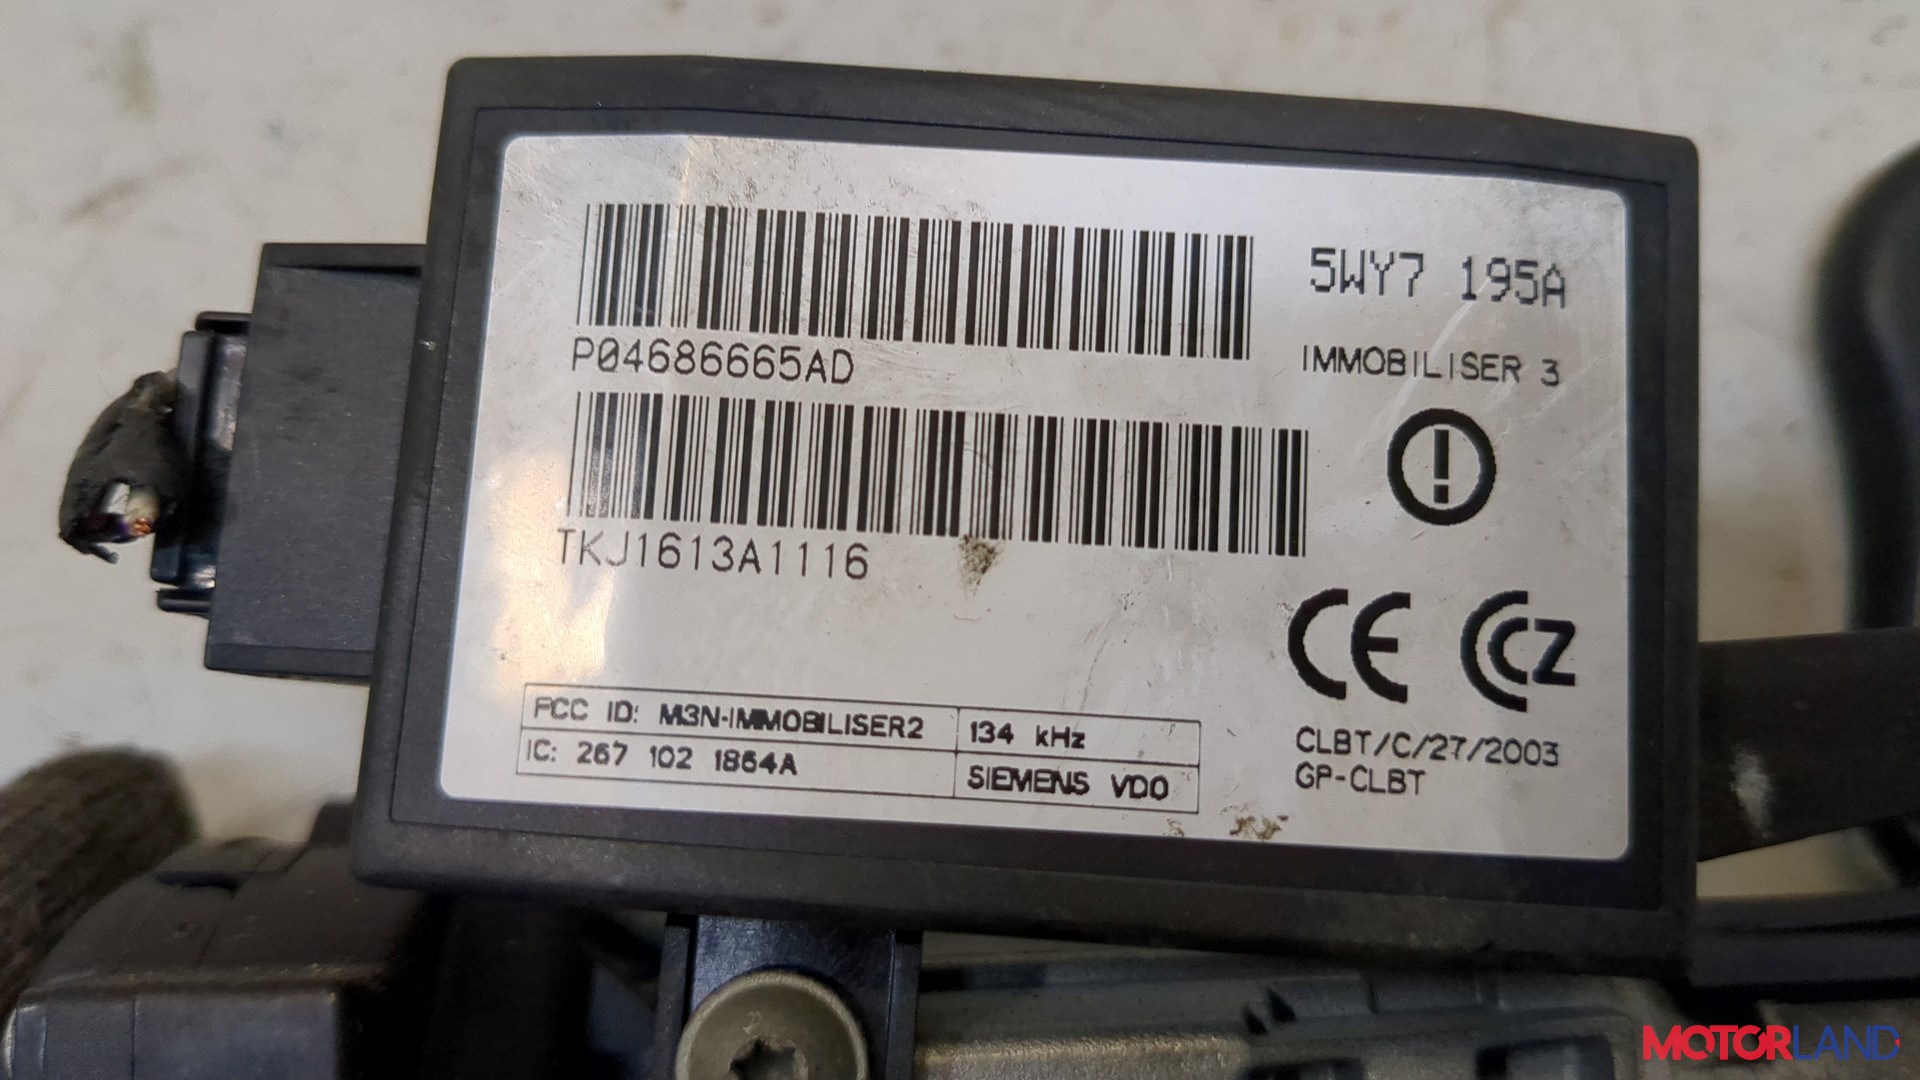 5WY7 195A
P04686665AD
IMMOBILISER 3
TKJ1613A1116
CE
CCZ
FCC ID: M3N-IMMOBILISER2
134 kHz
IC: 267 102 1864A
SIEMENS VDO
CLBT/C/27/2003
GP-CLBT
MOTORLAND